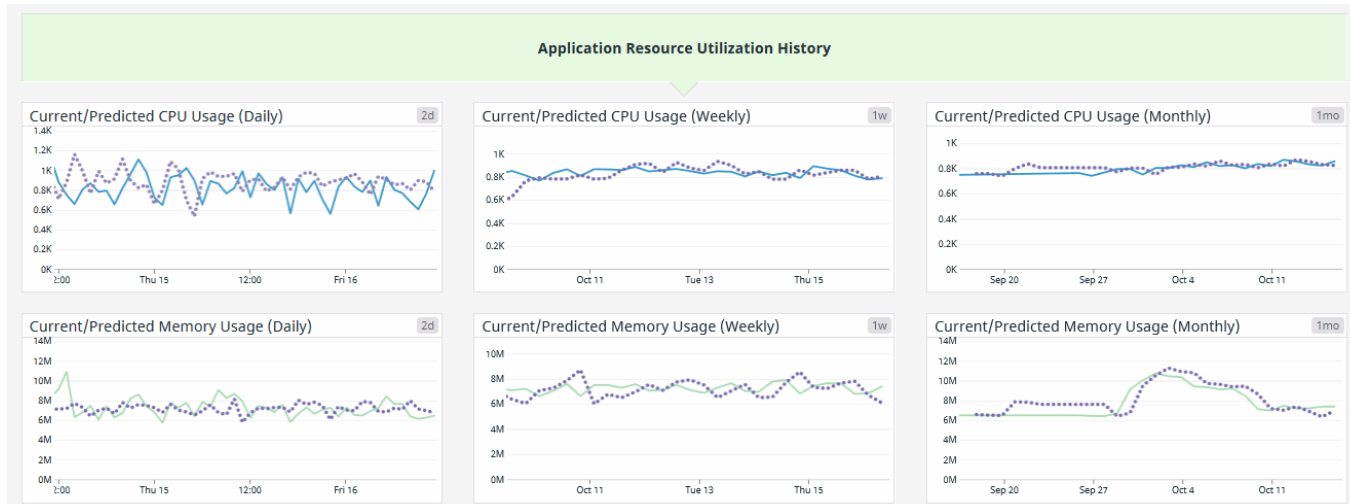 Application Resource Utilization History
Current/Predicted CPU Usage (Daily) 2d
1.4K
1.2K
1K
0.8K
0.6K
0.4K
0.2K
0K
2:00 Thu 15 12:00 Fri 16
Current/Predicted CPU Usage (Weekly) 1w
1K
0.8K
0.6K
0.4K
0.2K
0K
Oct 11 Tue 13 Thu 15
Current/Predicted CPU Usage (Monthly) 1mo
1K
0.8K
0.6K
0.4K
0.2K
0K
Sep 20 Sep 27 Oct 4 Oct 11
Current/Predicted Memory Usage (Daily) 2d
14M
12M
10M
8M
6M
4M
2M
0M
2:00 Thu 15 12:00 Fri 16
Current/Predicted Memory Usage (Weekly) 1w
10M
8M
6M
4M
2M
0M
Oct 11 Tue 13 Thu 15
Current/Predicted Memory Usage (Monthly) 1mo
14M
12M
10M
8M
6M
4M
2M
0M
Sep 20 Sep 27 Oct 4 Oct 11